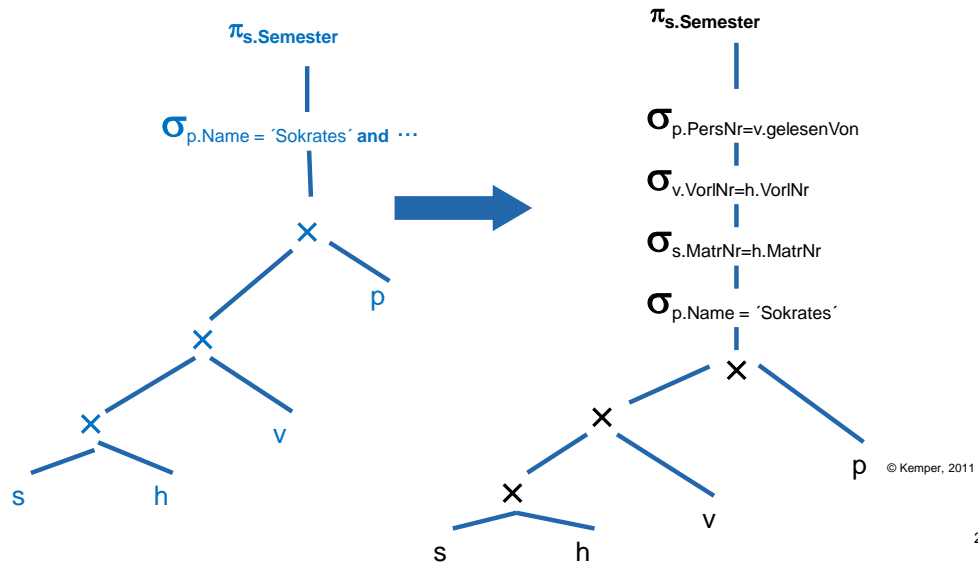 πs.Semester
σp.Name = ´Sokrates´ and ···
×
p
×
v
×
s
h
πs.Semester
σp.PersNr=v.gelesenVon
σv.VorlNr=h.VorlNr
σs.MatrNr=h.MatrNr
σp.Name = ´Sokrates´
×
p
© Kemper, 2011
×
v
×
s
h
2